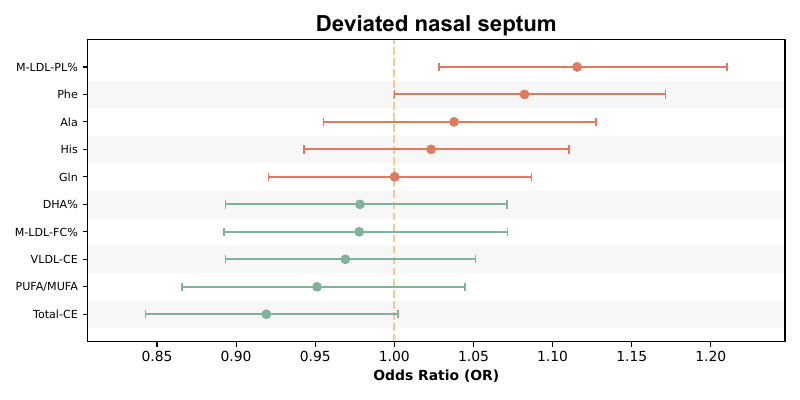 Deviated nasal septum
M-LDL-PL%
Phe
Ala
His
Gln
DHA%
M-LDL-FC%
VLDL-CE
PUFA/MUFA
Total-CE
0.85 0.90 0.95 1.00 1.05 1.10 1.15 1.20
Odds Ratio (OR)